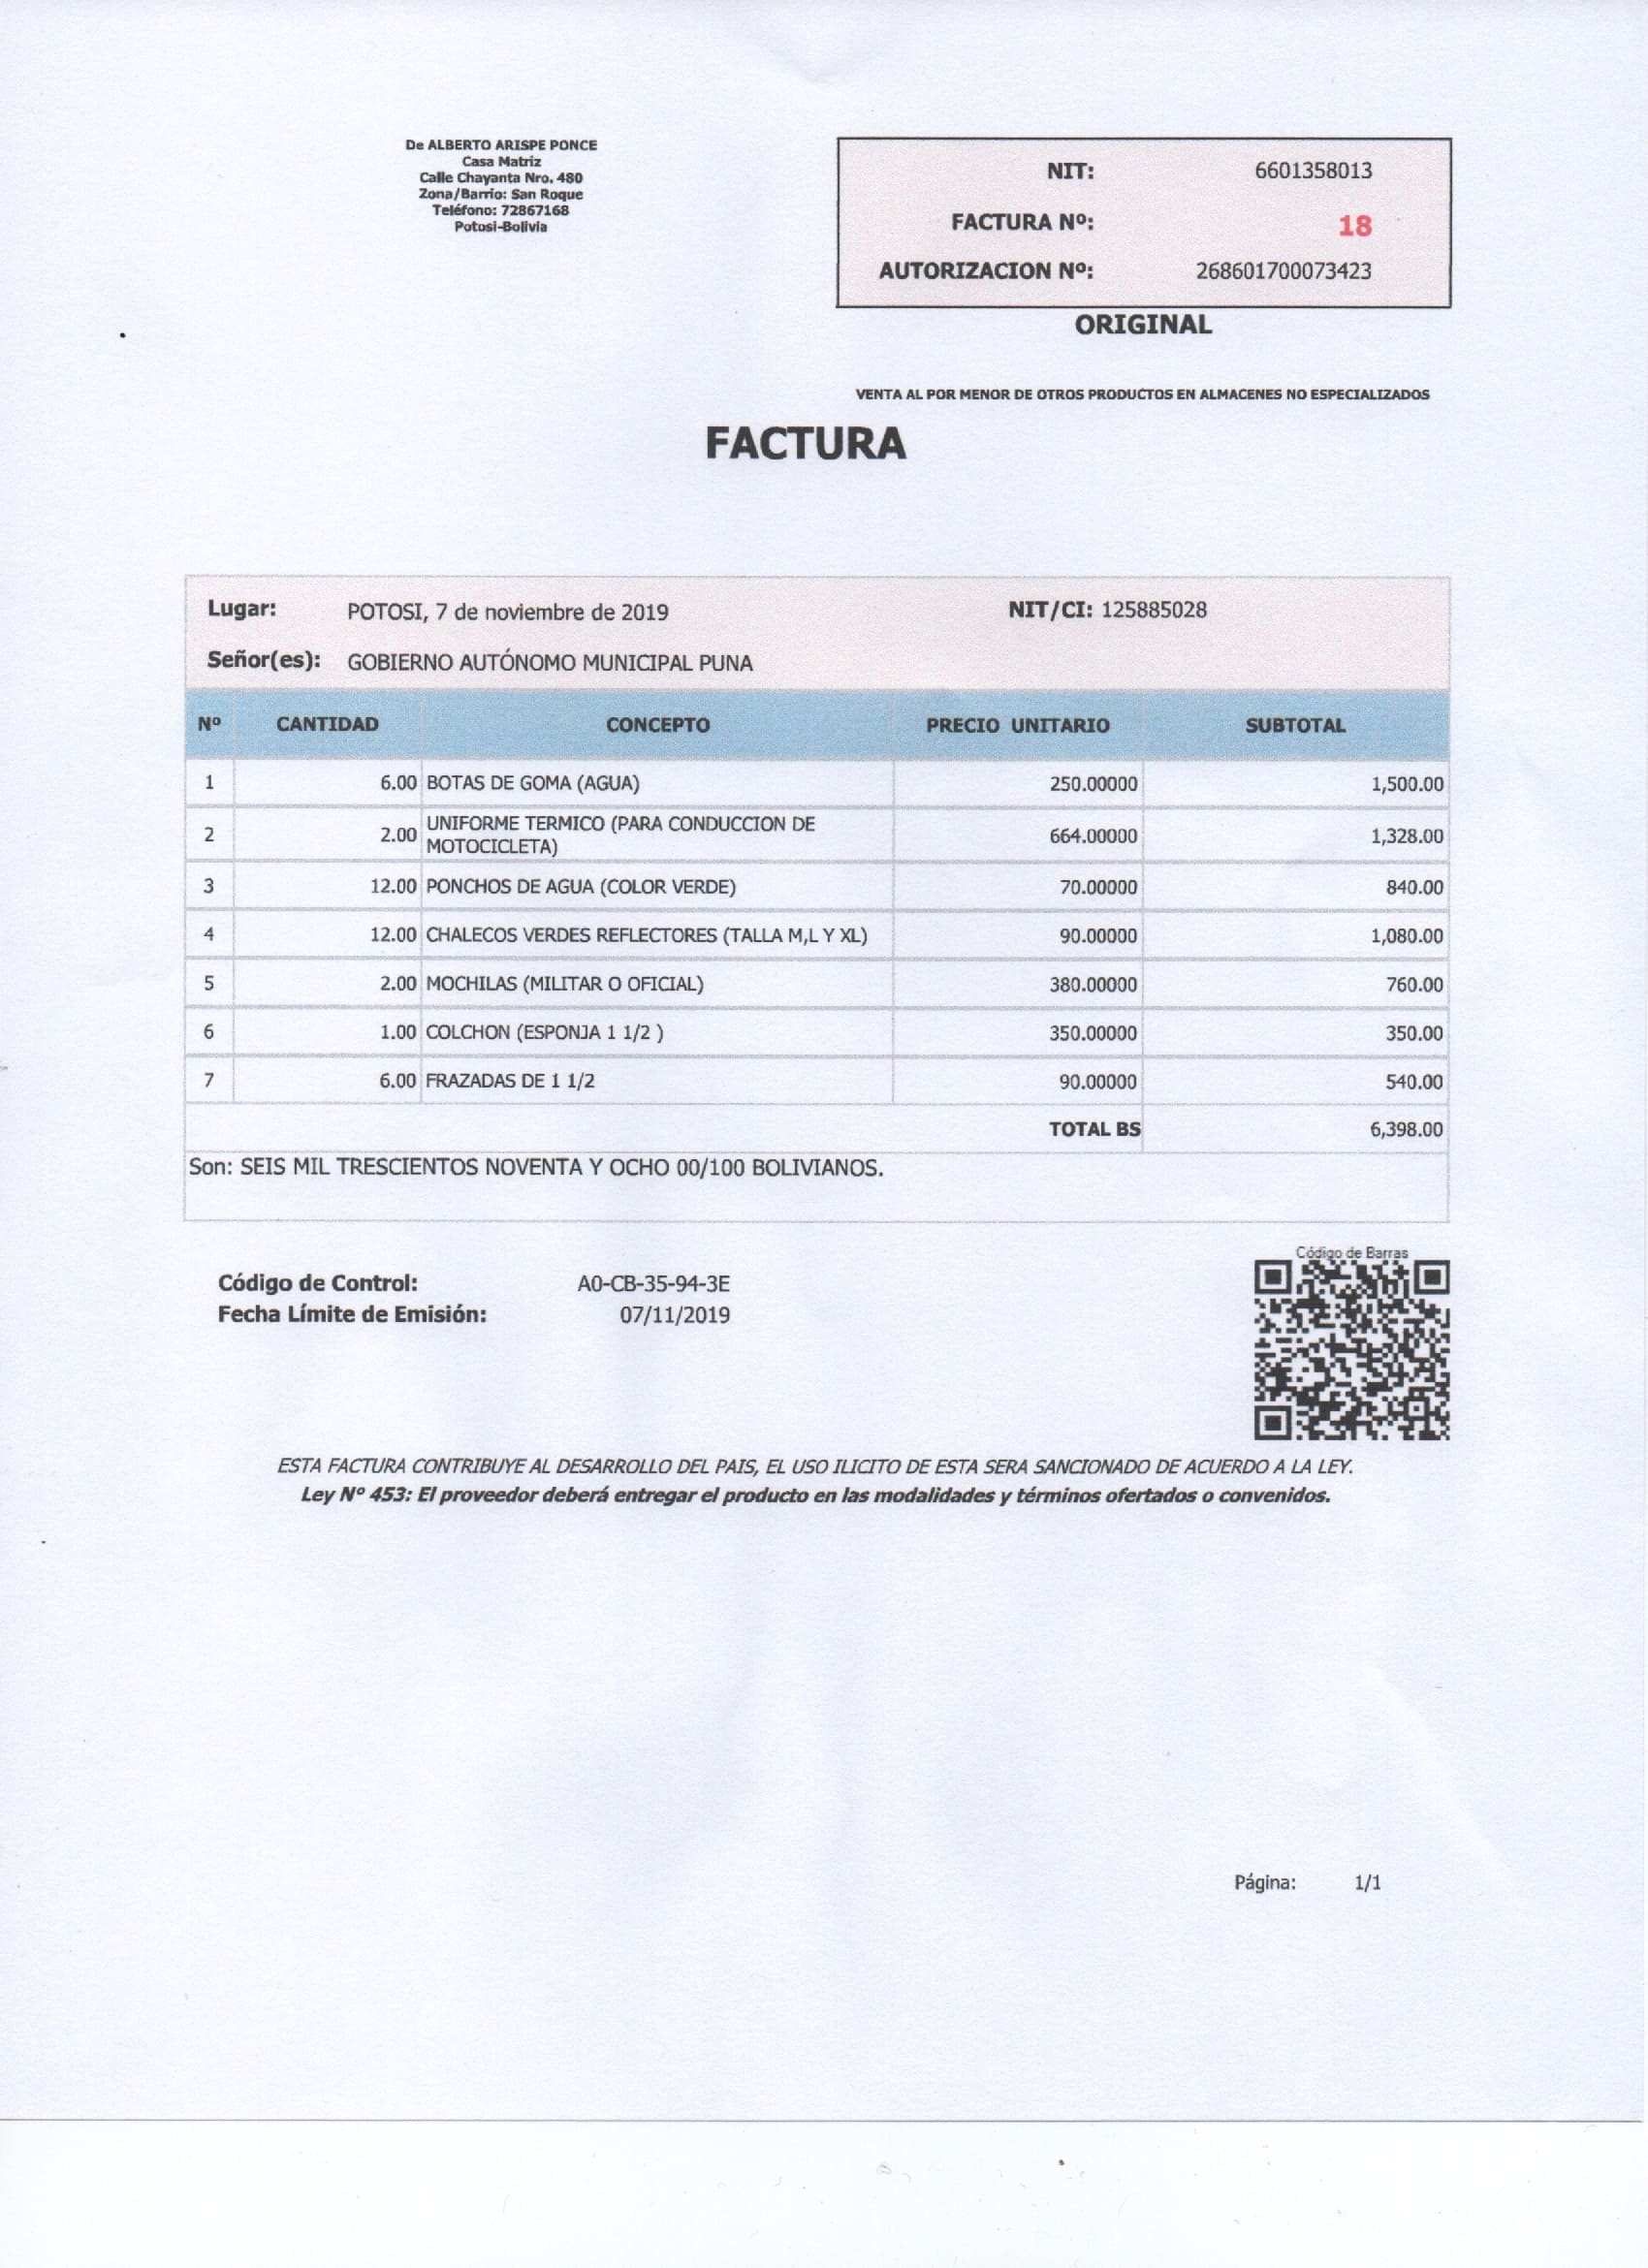 De ALBERTO ARISPE PONCE
Casa Matriz
Calle Chayanta Nro. 480
Zona/Barrio: San Roque
Teléfono: 72867168
Potosi-Bolivia
NIT: 6601358013
FACTURA Nº: 18
AUTORIZACION Nº: 268601700073423
ORIGINAL
VENTA AL POR MENOR DE OTROS PRODUCTOS EN ALMACENES NO ESPECIALIZADOS
FACTURA
Lugar: POTOSI, 7 de noviembre de 2019 NIT/CI: 125885028
Señor(es): GOBIERNO AUTÓNOMO MUNICIPAL PUNA
Nº CANTIDAD CONCEPTO PRECIO UNITARIO SUBTOTAL
1 6.00 BOTAS DE GOMA (AGUA) 250.00000 1,500.00
2 2.00 UNIFORME TERMICO (PARA CONDUCCION DE
MOTOCICLETA) 664.00000 1,328.00
3 12.00 PONCHOS DE AGUA (COLOR VERDE) 70.00000 840.00
4 12.00 CHALECOS VERDES REFLECTORES (TALLA M,L Y XL) 90.00000 1,080.00
5 2.00 MOCHILAS (MILITAR O OFICIAL) 380.00000 760.00
6 1.00 COLCHON (ESPONJA 1 1/2 ) 350.00000 350.00
7 6.00 FRAZADAS DE 1 1/2 90.00000 540.00
TOTAL BS 6,398.00
Son: SEIS MIL TRESCIENTOS NOVENTA Y OCHO 00/100 BOLIVIANOS.
Código de Barras
Código de Control: A0-CB-35-94-3E
Fecha Límite de Emisión: 07/11/2019
ESTA FACTURA CONTRIBUYE AL DESARROLLO DEL PAIS, EL USO ILICITO DE ESTA SERA SANCIONADO DE ACUERDO A LA LEY.
Ley Nº 453: El proveedor deberá entregar el producto en las modalidades y términos ofertados o convenidos.
Página: 1/1